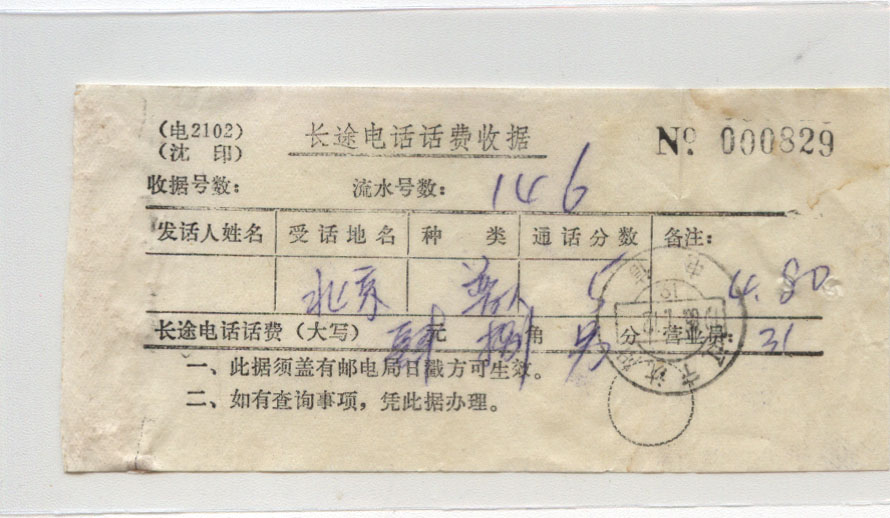 (电2102)
(沈 印)
长途电话话费收据
№ 000829
收据号数: 流水号数: 146
发话人姓名 受话地名 种 类 通话分数 备注:
北京 5 4.80
长途电话话费 (大写) 肆 元 捌 角 分 营业员: 31
一、此据须盖有邮电局日戳方可生效。
二、如有查询事项,凭此据办理。